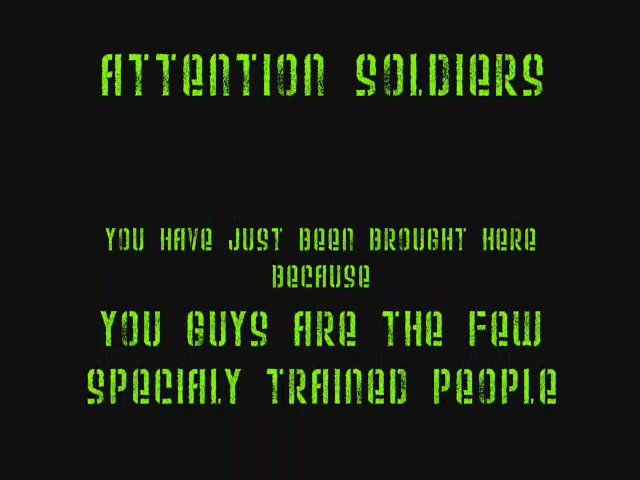 ATTENTION SOLDIERS
YOU HAVE JUST BEEN BROUGHT HERE
BECAUSE
YOU GUYS ARE THE FEW
SPECIALY TRAINED PEOPLE